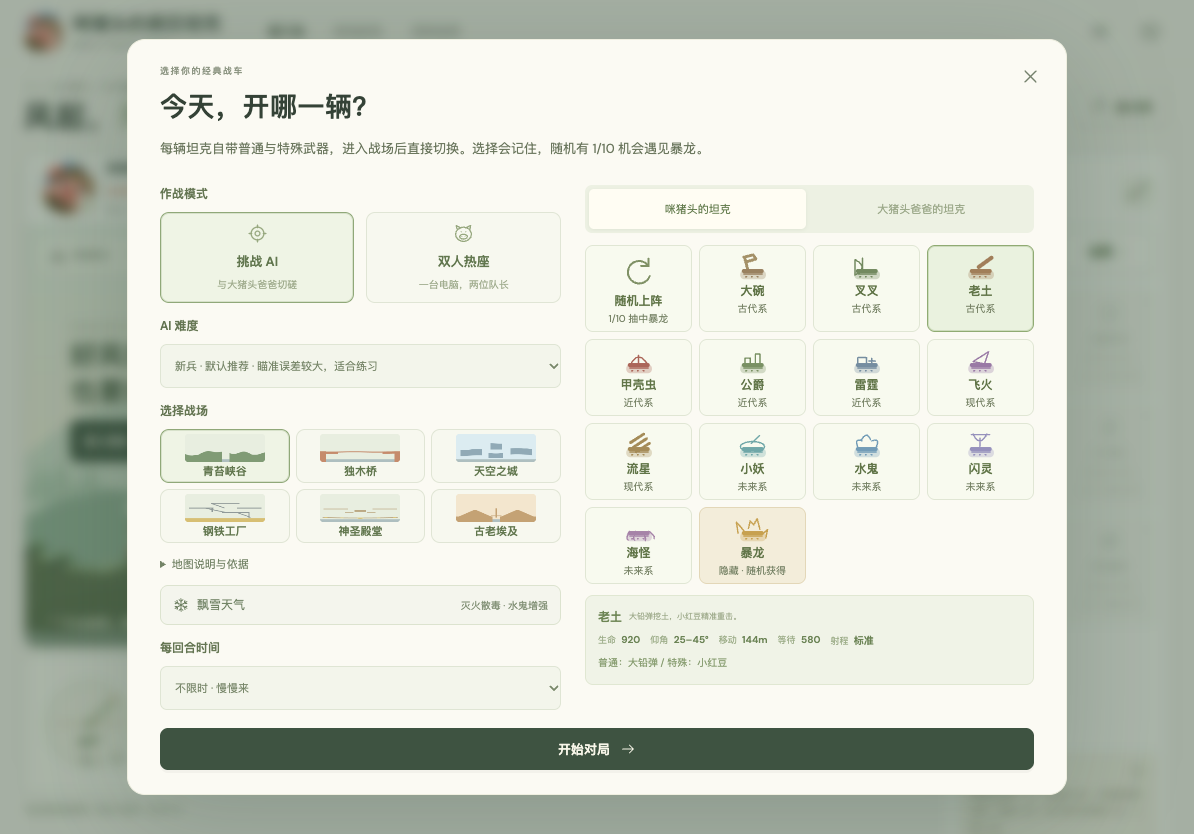 选择你的经典战车
今天，开哪一辆？
每辆坦克自带普通与特殊武器，进入战场后直接切换。选择会记住，随机有 1/10 机会遇见暴龙。
作战模式
挑战 AI
与大猪头爸爸切磋
双人热座
一台电脑，两位队长
AI 难度
新兵 · 默认推荐 · 瞄准误差较大，适合练习
选择战场
青苔峡谷
独木桥
天空之城
钢铁工厂
神圣殿堂
古老埃及
地图说明与依据
飘雪天气
灭火散毒 · 水鬼增强
每回合时间
不限时 · 慢慢来
咪猪头的坦克
大猪头爸爸的坦克
随机上阵
1/10 抽中暴龙
大碗
古代系
叉叉
古代系
老土
古代系
甲壳虫
近代系
公爵
近代系
雷霆
近代系
飞火
现代系
流星
现代系
小妖
未来系
水鬼
未来系
闪灵
未来系
海怪
未来系
暴龙
隐藏 · 随机获得
老土 大铅弹挖土，小红豆精准重击。
生命 920 仰角 25–45° 移动 144m 等待 580 射程 标准
普通：大铅弹 / 特殊：小红豆
开始对局 →